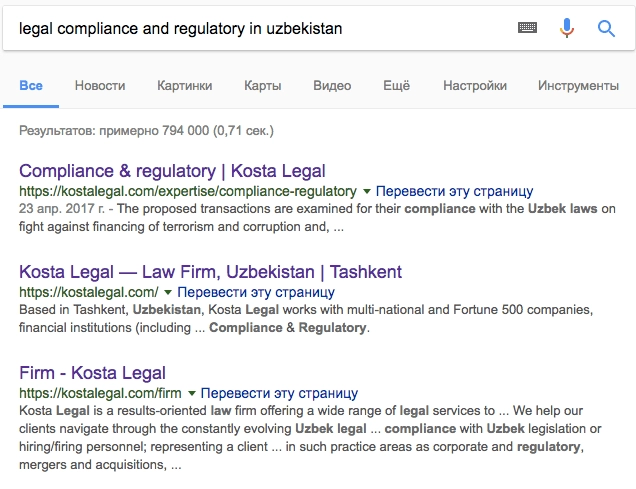 legal compliance and regulatory in uzbekistan
Все Новости Картинки Карты Видео Ещё Настройки Инструменты
Результатов: примерно 794 000 (0,71 сек.)
Compliance & regulatory | Kosta Legal
https://kostalegal.com/expertise/compliance-regulatory ▼ Перевести эту страницу
23 апр. 2017 г. - The proposed transactions are examined for their compliance with the Uzbek laws on
fight against financing of terrorism and corruption and, ...
Kosta Legal — Law Firm, Uzbekistan | Tashkent
https://kostalegal.com/ ▼ Перевести эту страницу
Based in Tashkent, Uzbekistan, Kosta Legal works with multi-national and Fortune 500 companies,
financial institutions (including ... Compliance & Regulatory.
Firm - Kosta Legal
https://kostalegal.com/firm ▼ Перевести эту страницу
Kosta Legal is a results-oriented law firm offering a wide range of legal services to ... We help our
clients navigate through the constantly evolving Uzbek legal ... compliance with Uzbek legislation or
hiring/firing personnel; representing a client ... in such practice areas as corporate and regulatory,
mergers and acquisitions, ...